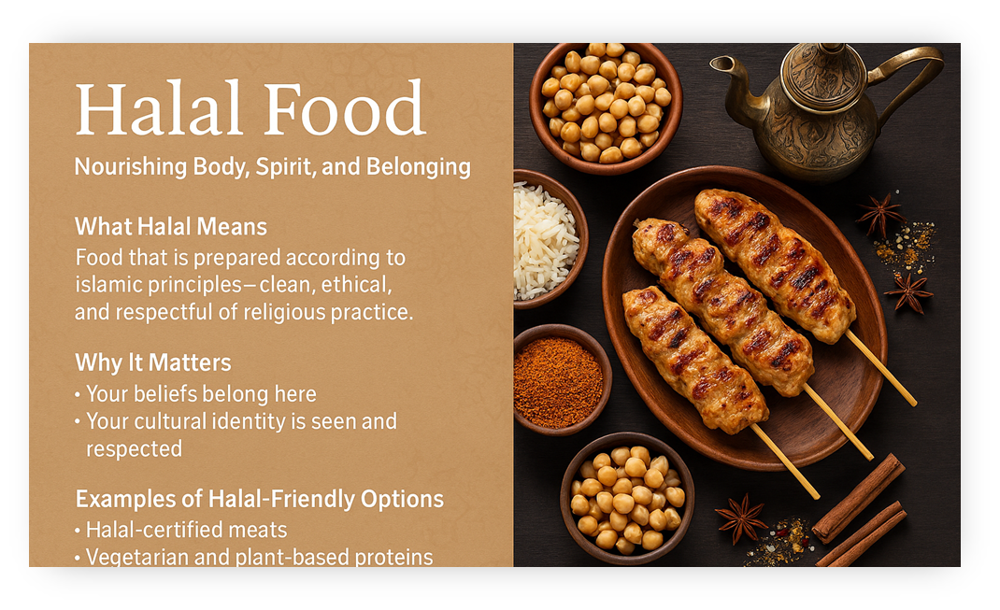 Halal Food
Nourishing Body, Spirit, and Belonging
What Halal Means
Food that is prepared according to
islamic principles–clean, ethical,
and respectful of religious practice.
Why It Matters
• Your beliefs belong here
• Your cultural identity is seen and
respected
Examples of Halal-Friendly Options
• Halal-certified meats
• Vegetarian and plant-based proteins